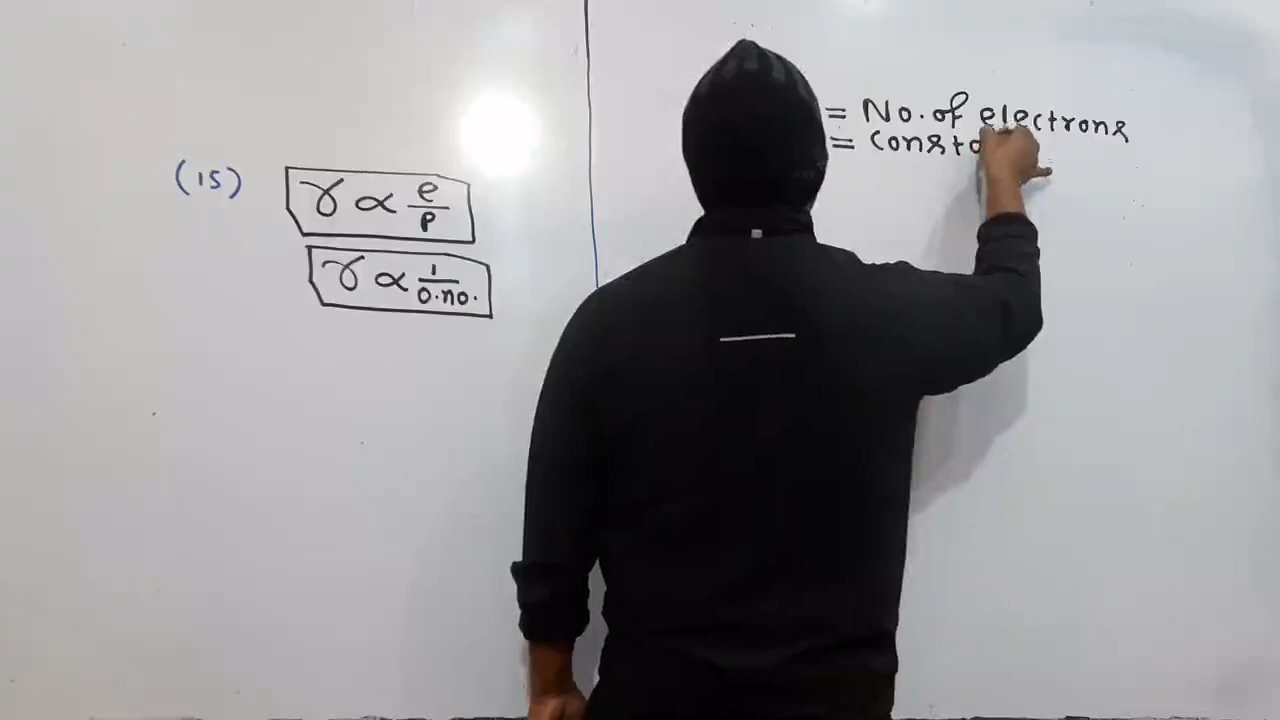 (15) r ∝ e/p
r ∝ 1/O.no.
= No. of electrons
=